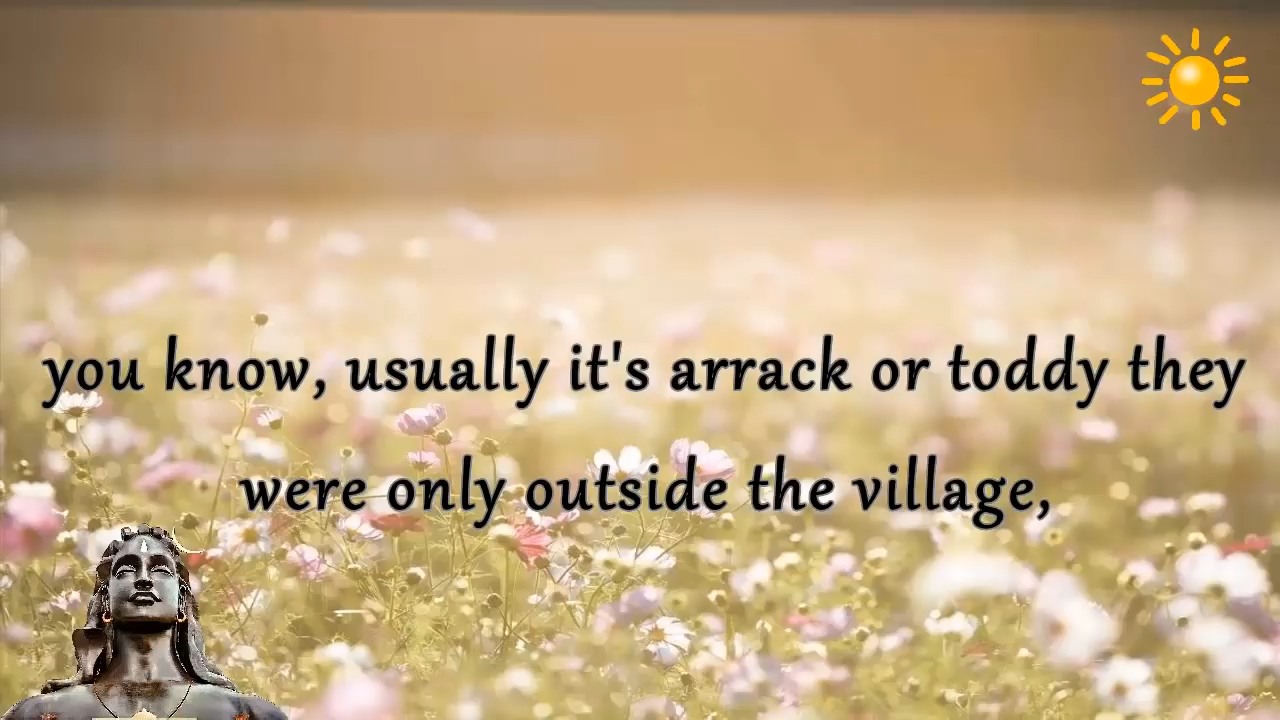 you know, usually it's arrack or toddy they
were only outside the village,